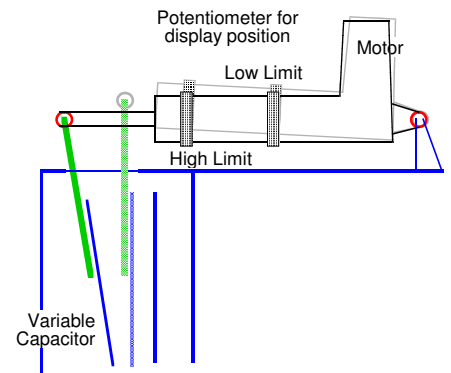 Potentiometer for
display position
Motor
Low Limit
High Limit
Variable
Capacitor